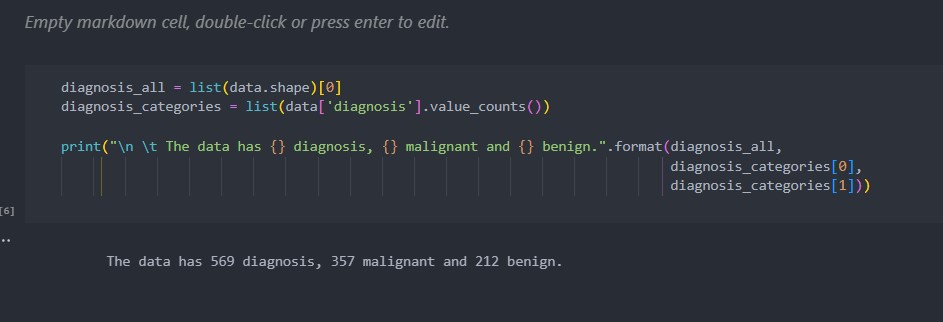 Empty markdown cell, double-click or press enter to edit.
diagnosis_all = list(data.shape)[0]
diagnosis_categories = list(data['diagnosis'].value_counts())
print("\n \t The data has {} diagnosis, {} malignant and {} benign.".format(diagnosis_all,
diagnosis_categories[0],
diagnosis_categories[1]))
[6]
..
The data has 569 diagnosis, 357 malignant and 212 benign.